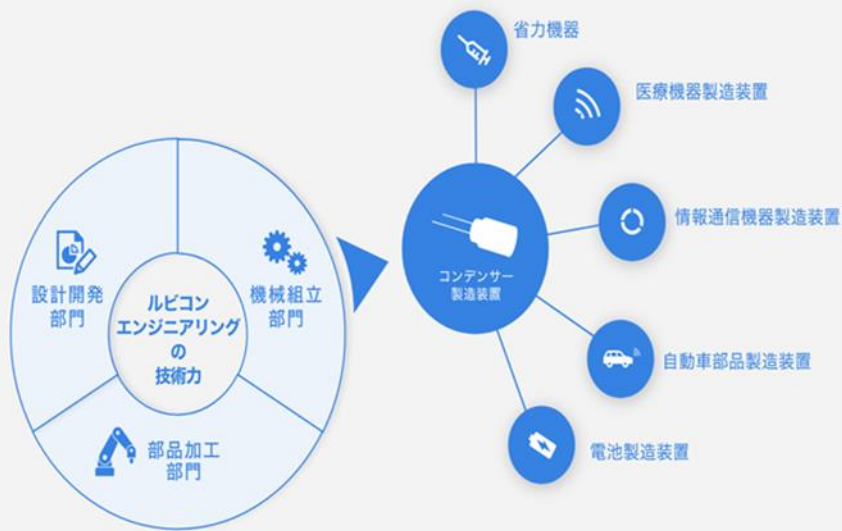 省力機器
医療機器製造装置
情報通信機器製造装置
自動車部品製造装置
電池製造装置
コンデンサー
製造装置
設計開発
部門
機械組立
部門
ルビコン
エンジニアリング
の
技術力
部品加工
部門